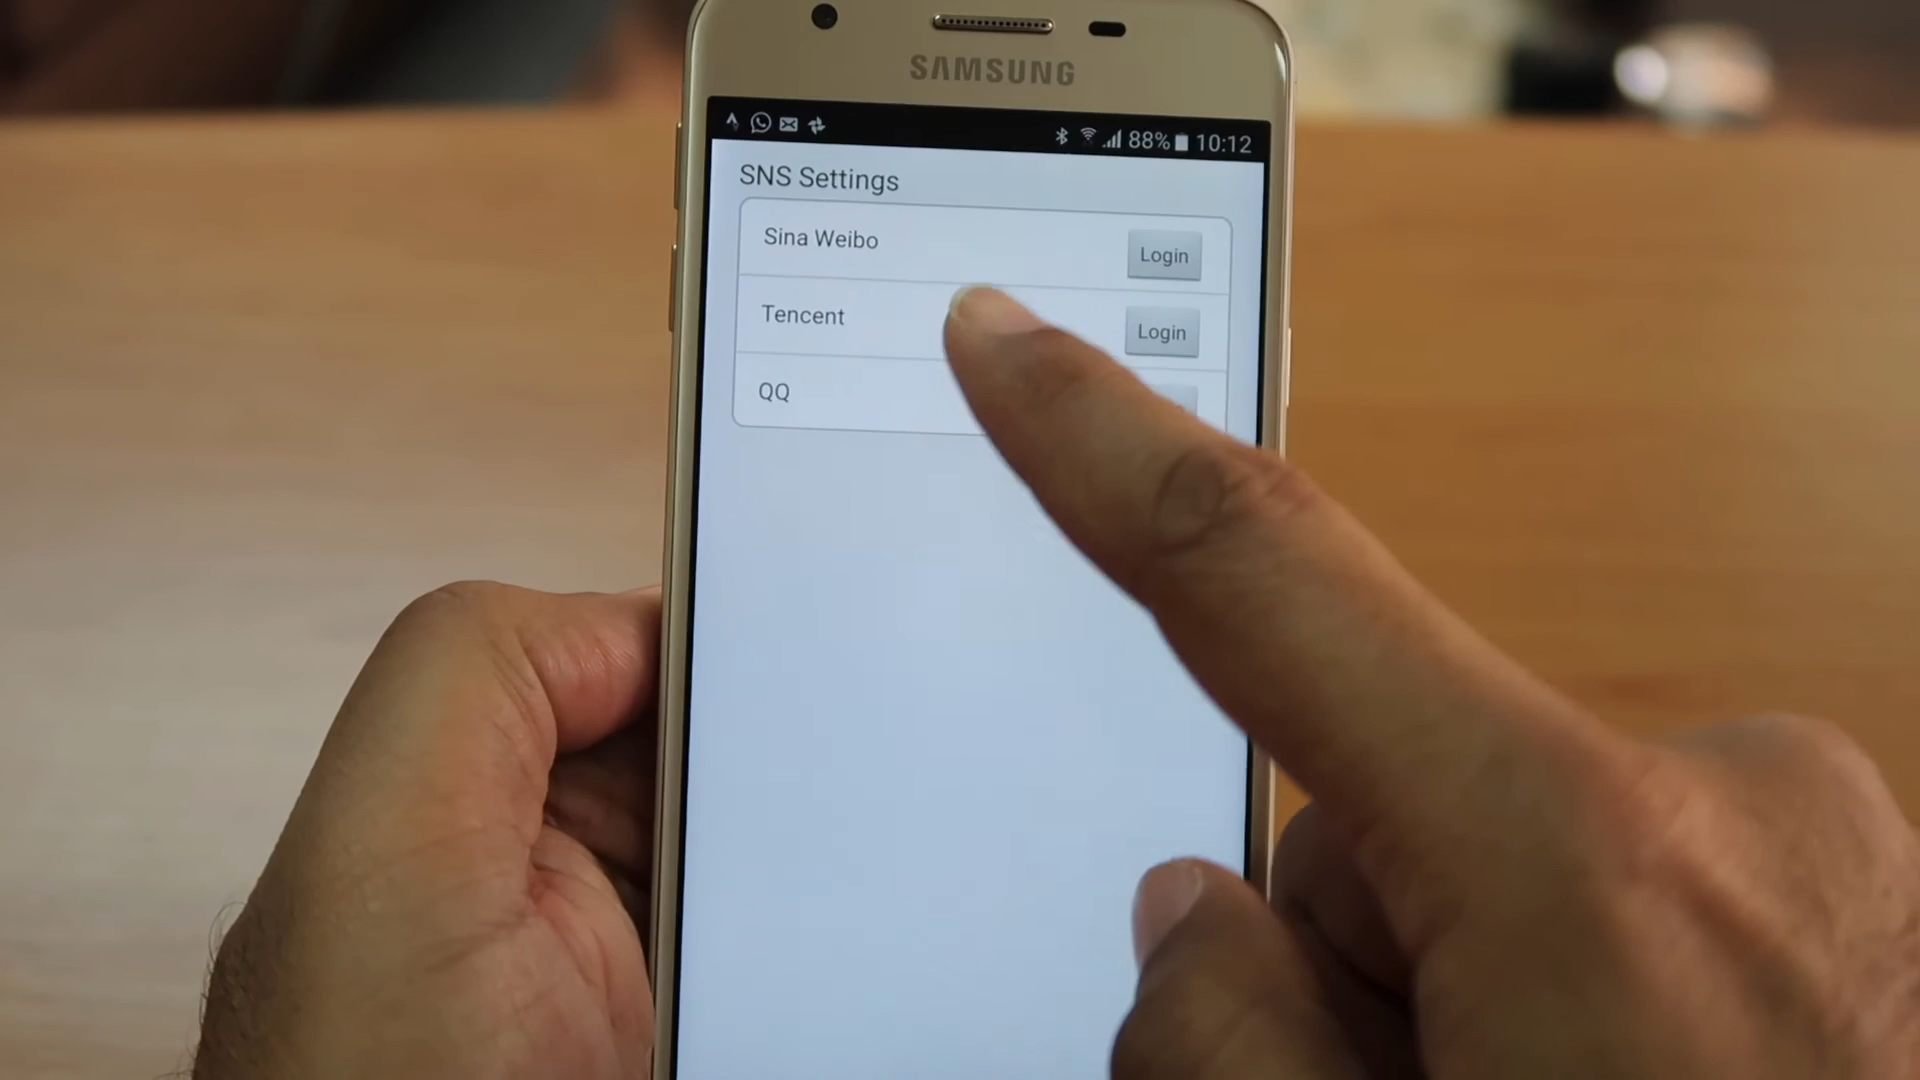 SAMSUNG
88% 10:12
SNS Settings
Sina Weibo Login
Tencent Login
QQ